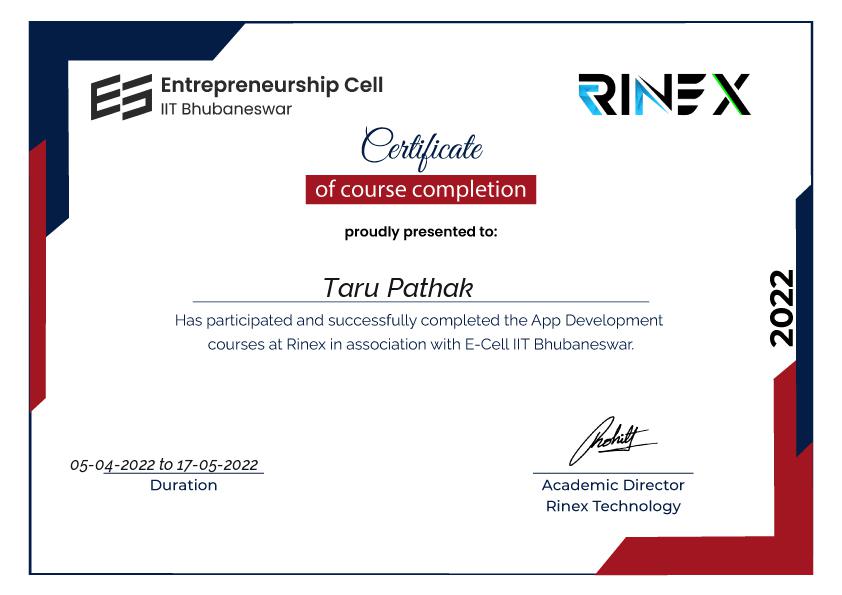 Entrepreneurship Cell
IIT Bhubaneswar
RINEX
Certificate
of course completion
proudly presented to:
Taru Pathak
Has participated and successfully completed the App Development
courses at Rinex in association with E-Cell IIT Bhubaneswar.
2022
05-04-2022 to 17-05-2022
Duration
Academic Director
Rinex Technology